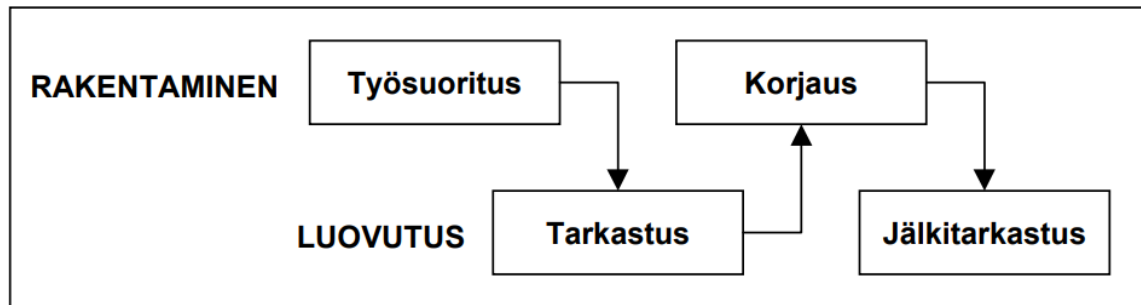 RAKENTAMINEN
Työsuoritus
Korjaus
LUOVUTUS
Tarkastus
Jälkitarkastus